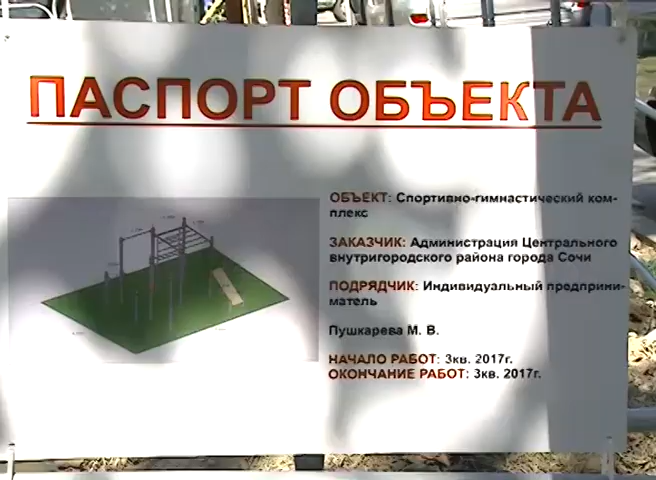 ПАСПОРТ ОБЪЕКТА
ОБЪЕКТ: Спортивно-гимнастический ком-
плекс
ЗАКАЗЧИК: Администрация Центрального
внутригородского района города Сочи
ПОДРЯДЧИК: Индивидуальный предприни-
матель
Пушкарева М. В.
НАЧАЛО РАБОТ: 3кв. 2017г.
ОКОНЧАНИЕ РАБОТ: 3кв. 2017г.